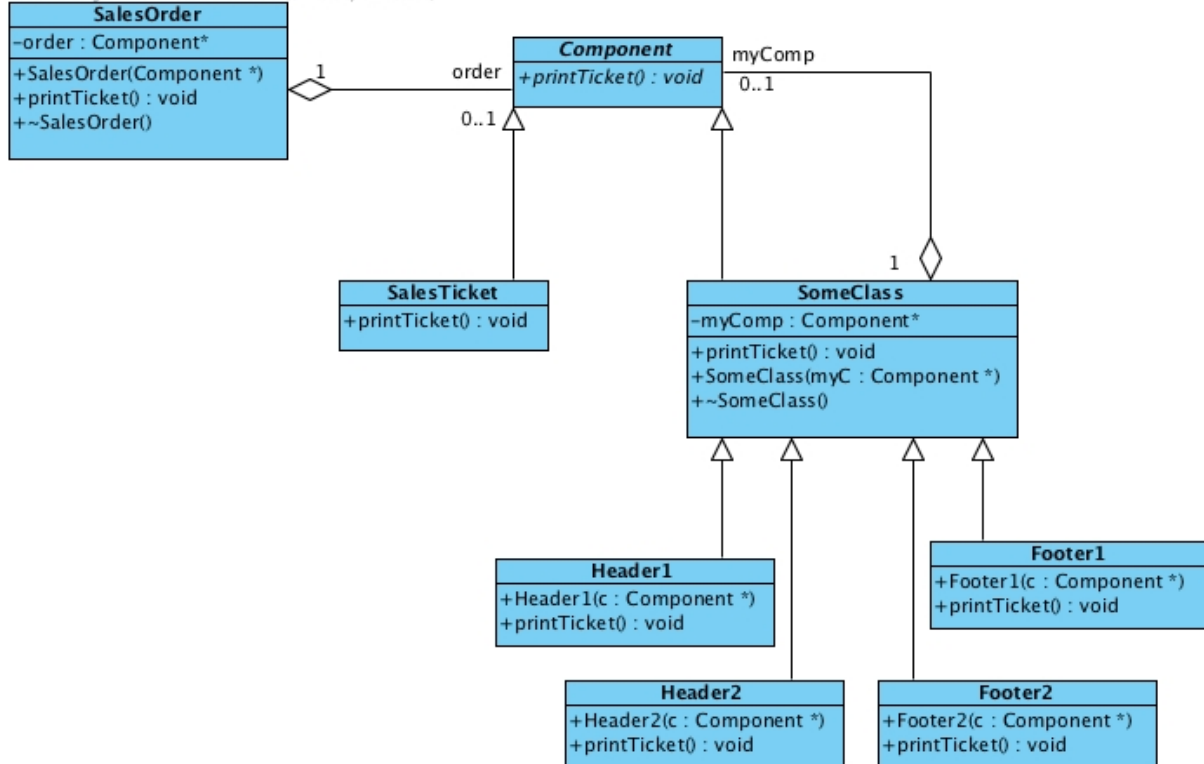 SalesOrder
-order : Component*
+SalesOrder(Component *)
+printTicket() : void
+~SalesOrder()
1
order
0..1
Component
+printTicket() : void
myComp
0..1
SalesTicket
+printTicket() : void
1
SomeClass
-myComp : Component*
+printTicket() : void
+SomeClass(myC : Component *)
+~SomeClass()
Header1
+Header1(c : Component *)
+printTicket() : void
Footer1
+Footer1(c : Component *)
+printTicket() : void
Header2
+Header2(c : Component *)
+printTicket() : void
Footer2
+Footer2(c : Component *)
+printTicket() : void